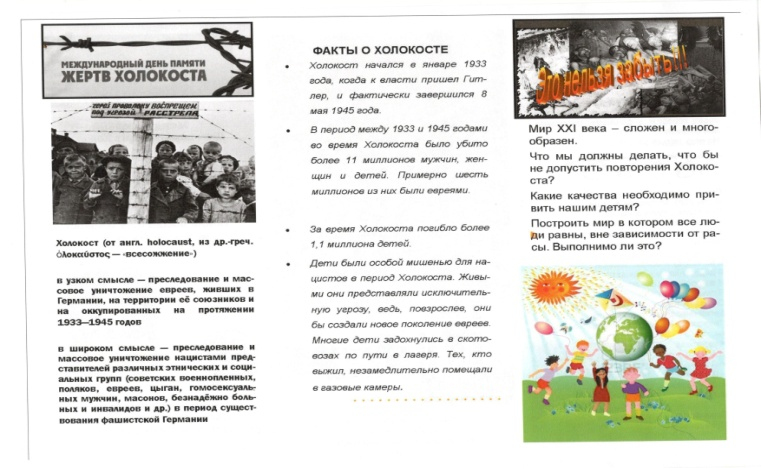 МЕЖДУНАРОДНЫЙ ДЕНЬ ПАМЯТИ
ЖЕРТВ ХОЛОКОСТА
ЧЕРЕЗ ПРОВОЛОКУ ВОСПРЕЩЕН
ПОД УГРОЗОЙ РАССТРЕЛА
Холокост (от англ. holocaust, из др.-греч.
ὁλοκαύστος — «всесожжение»)
в узком смысле — преследование и мас-
совое уничтожение евреев, живших в
Германии, на территории её союзников и
на оккупированных на протяжении
1933—1945 годов
в широком смысле — преследование и
массовое уничтожение нацистами пред-
ставителей различных этнических и соци-
альных групп (советских военнопленных,
поляков, евреев, цыган, гомосексуаль-
ных мужчин, масонов, безнадёжно боль-
ных и инвалидов и др.) в период сущест-
вования фашистской Германии
ФАКТЫ О ХОЛОКОСТЕ
• Холокост начался в январе 1933
года, когда к власти пришел Гит-
лер, и фактически завершился 8
мая 1945 года.
• В период между 1933 и 1945 годами
во время Холокоста было убито
более 11 миллионов мужчин, жен-
щин и детей. Примерно шесть
миллионов из них были евреями.
• За время Холокоста погибло более
1,1 миллиона детей.
• Дети были особой мишенью для на-
цистов в период Холокоста. Живы-
ми они представляли исключитель-
ную угрозу, ведь, повзрослев, они
бы создали новое поколение евреев.
Многие дети задохнулись в ското-
возах по пути в лагеря. Тех, кто
выжил, незамедлительно помещали
в газовые камеры.
Это нельзя забыть!!!
Мир XXI века – сложен и много-
образен.
Что мы должны делать, что бы
не допустить повторения Холоко-
ста?
Какие качества необходимо при-
вить нашим детям?
Построить мир в котором все лю-
ди равны, вне зависимости от ра-
сы. Выполнимо ли это?